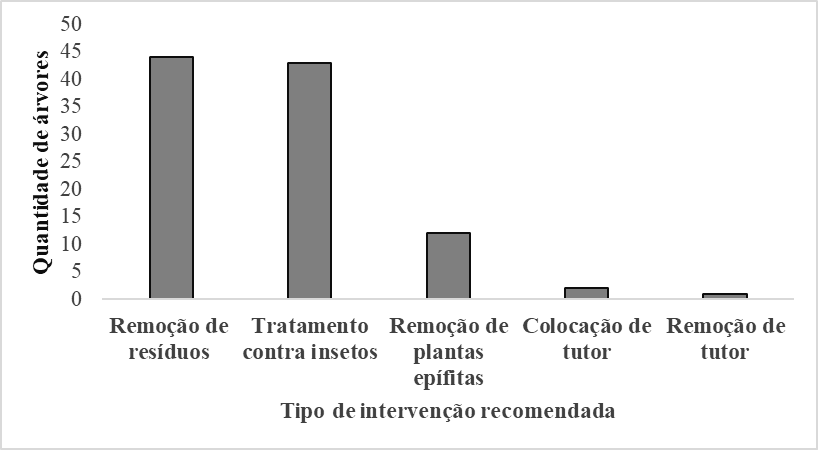 Quantidade de árvores
50
45
40
35
30
25
20
15
10
5
0
Remoção de
resíduos
Tratamento
contra insetos
Remoção de
plantas
epífitas
Colocação de
tutor
Remoção de
tutor
Tipo de intervenção recomendada